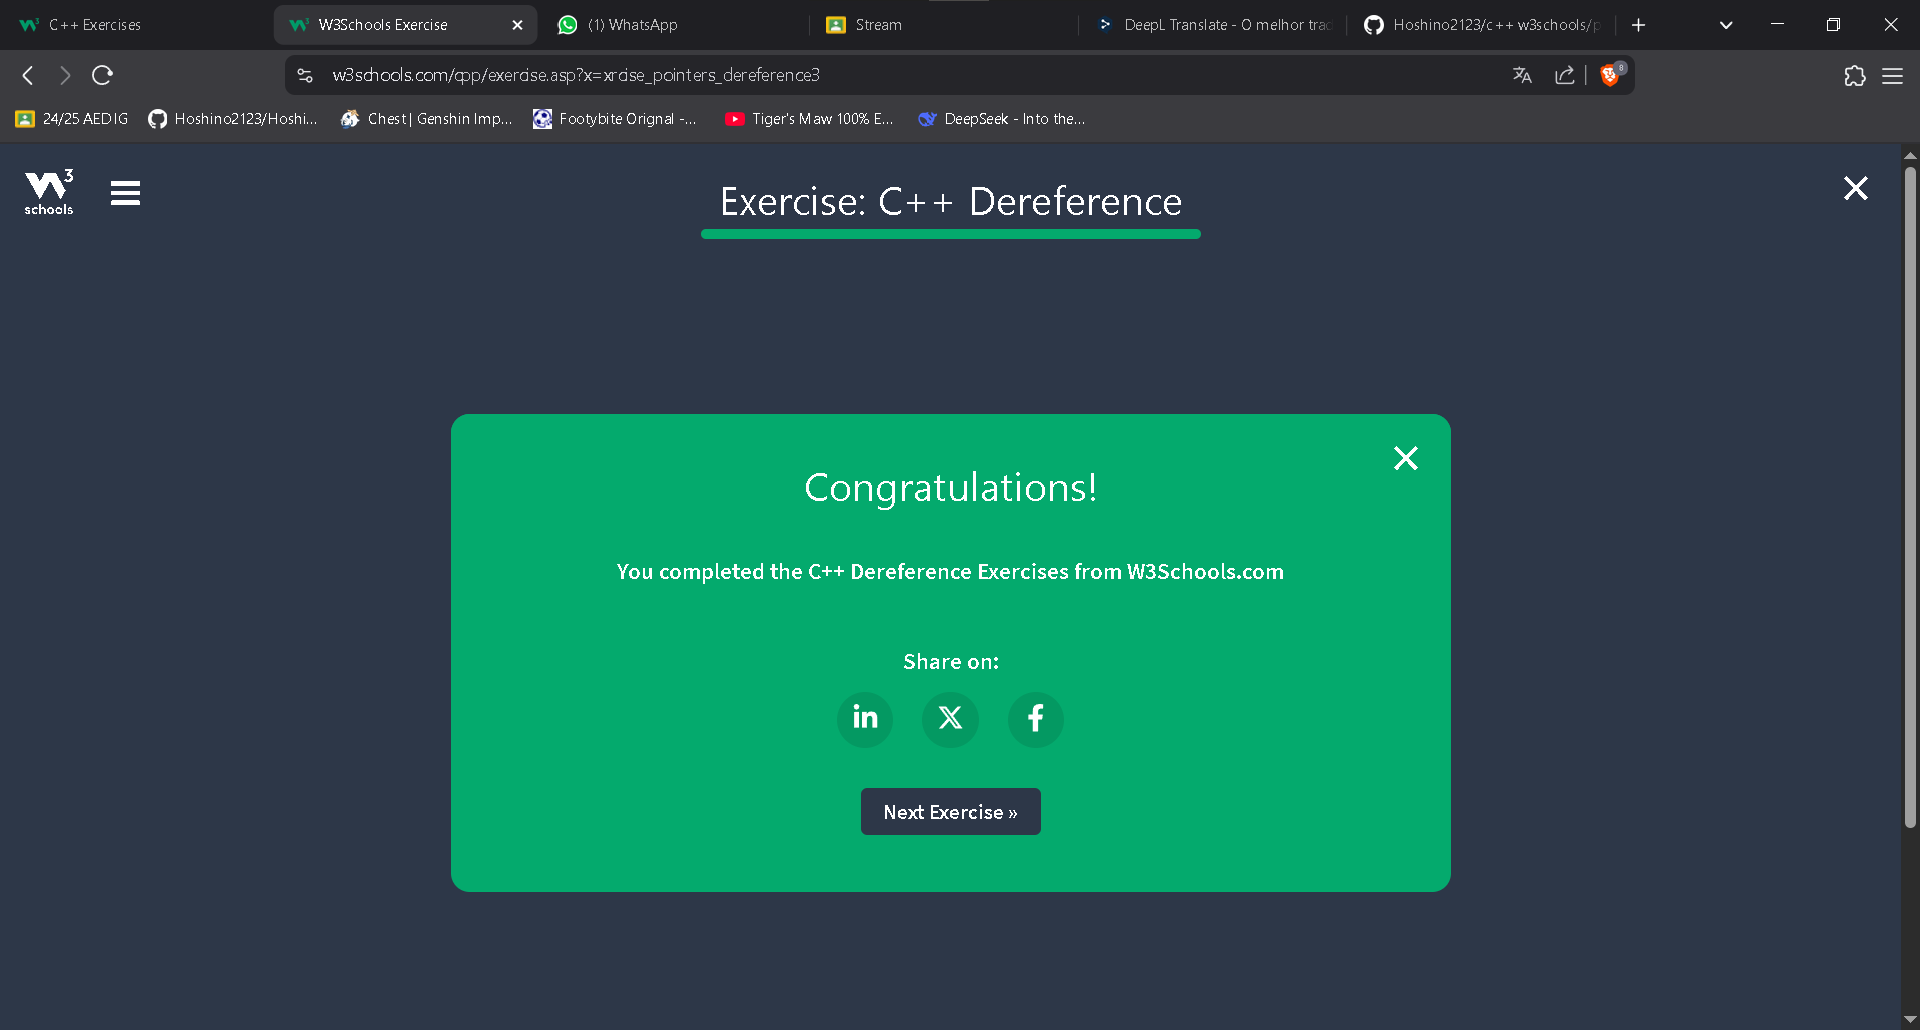 C++ Exercises
W3Schools Exercise
(1) WhatsApp
Stream
DeepL Translate - O melhor trad
Hoshino2123/c++ w3schools/p
w3schools.com/cpp/exercise.asp?x=xrcise_pointers_dereference3
24/25 AEDIG
Hoshino2123/Hoshi...
Chest | Genshin Imp...
Footybite Orignal -...
Tiger's Maw 100% E...
DeepSeek - Into the...
W3 schools
Exercise: C++ Dereference
Congratulations!
You completed the C++ Dereference Exercises from W3Schools.com
Share on:
in X f
Next Exercise »